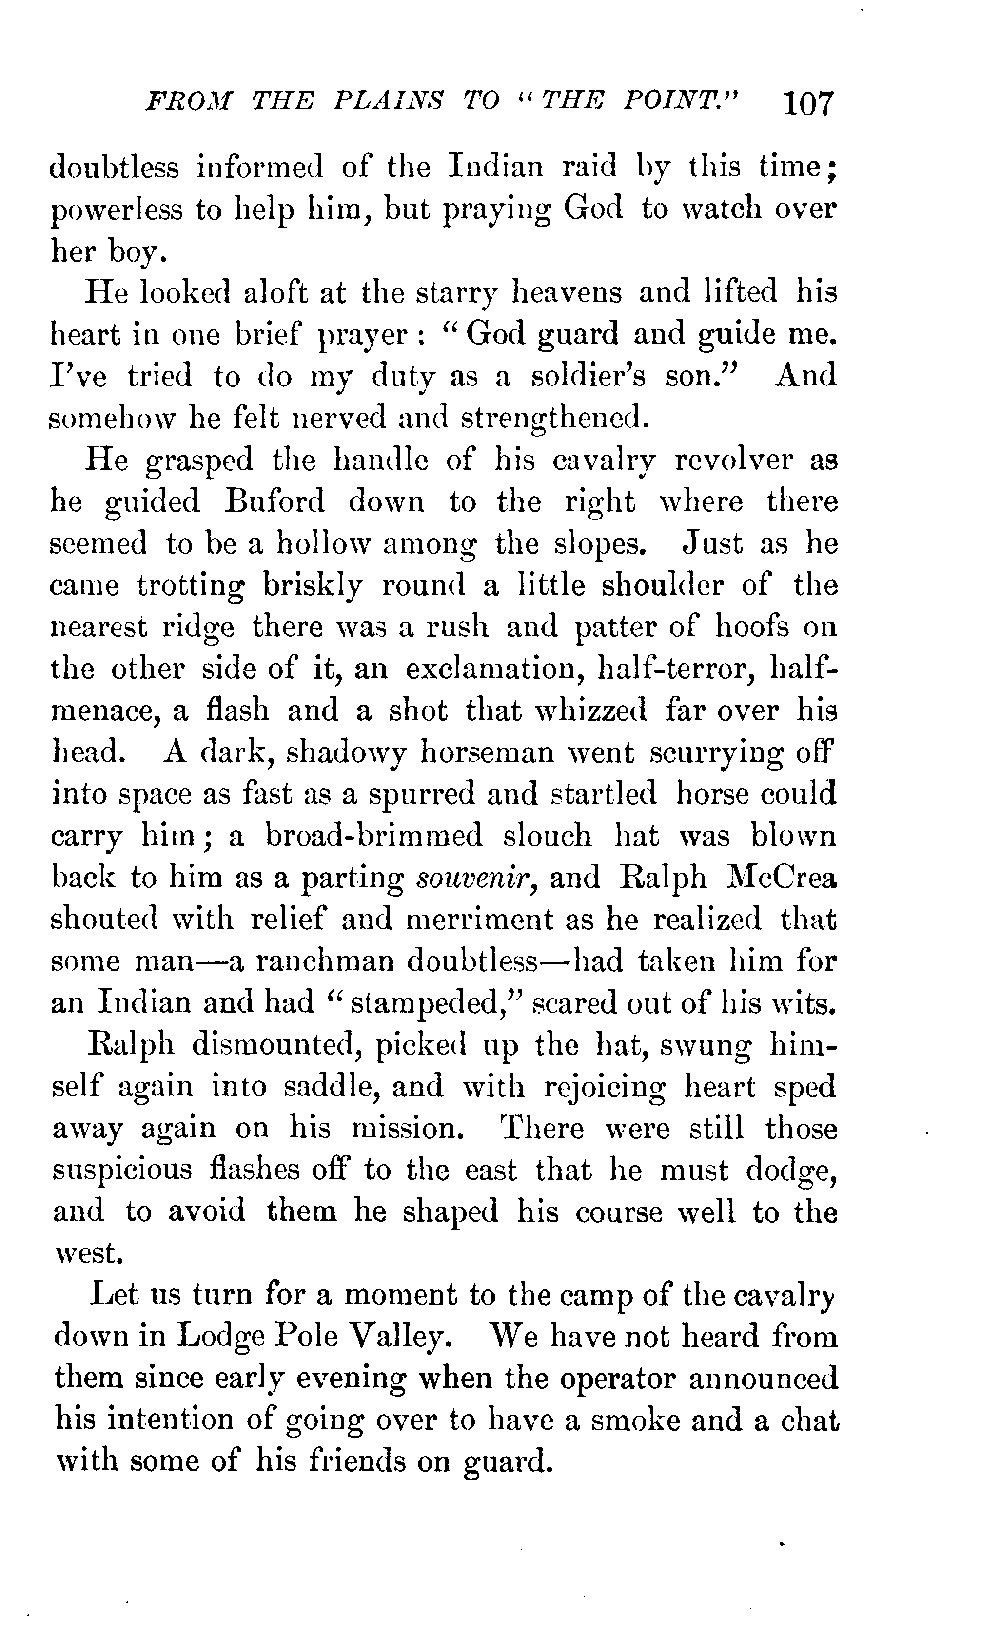 FROM THE PLAINS TO "THE POINT." 107
doubtless informed of the Indian raid by this time;
powerless to help him, but praying God to watch over
her boy.
He looked aloft at the starry heavens and lifted his
heart in one brief prayer: "God guard and guide me.
I've tried to do my duty as a soldier's son." And
somehow he felt nerved and strengthened.
He grasped the handle of his cavalry revolver as
he guided Buford down to the right where there
seemed to be a hollow among the slopes. Just as he
came trotting briskly round a little shoulder of the
nearest ridge there was a rush and patter of hoofs on
the other side of it, an exclamation, half-terror, half-
menace, a flash and a shot that whizzed far over his
head. A dark, shadowy horseman went scurrying off
into space as fast as a spurred and startled horse could
carry him; a broad-brimmed slouch hat was blown
back to him as a parting souvenir, and Ralph McCrea
shouted with relief and merriment as he realized that
some man—a ranchman doubtless—had taken him for
an Indian and had "stampeded," scared out of his wits.
Ralph dismounted, picked up the hat, swung him-
self again into saddle, and with rejoicing heart sped
away again on his mission. There were still those
suspicious flashes off to the east that he must dodge,
and to avoid them he shaped his course well to the
west.
Let us turn for a moment to the camp of the cavalry
down in Lodge Pole Valley. We have not heard from
them since early evening when the operator announced
his intention of going over to have a smoke and a chat
with some of his friends on guard.